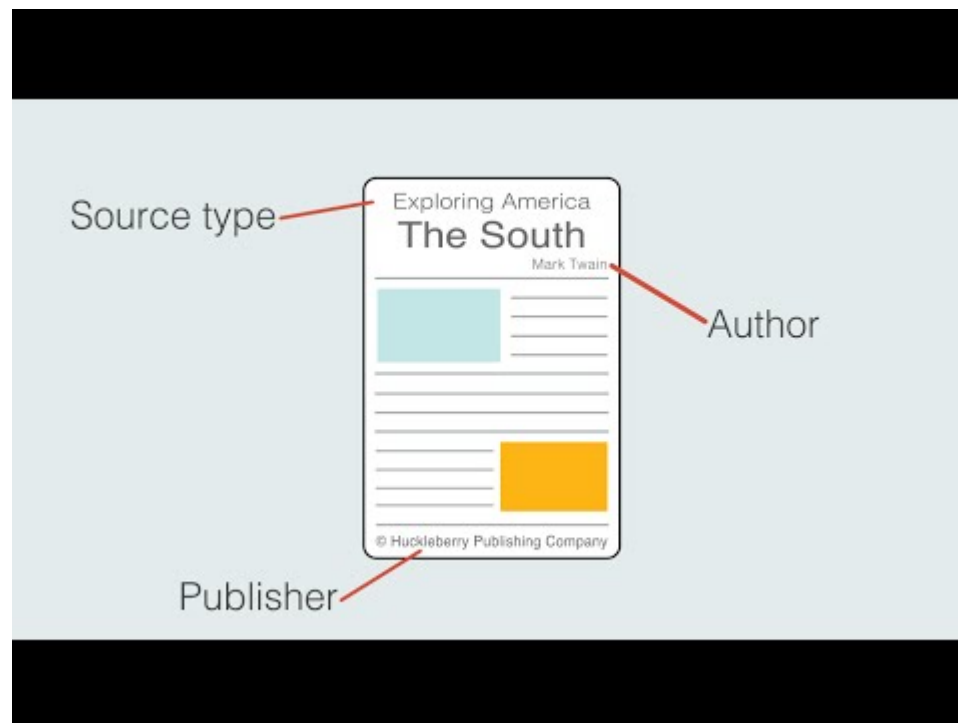 Source type
Exploring America
The South
Mark Twain
Author
© Huckleberry Publishing Company
Publisher